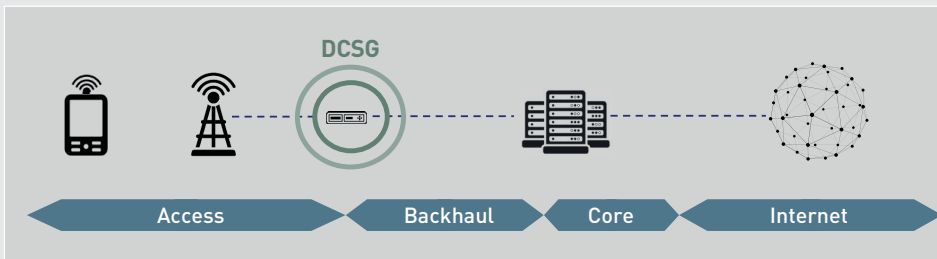 DCSG
Access
Backhaul
Core
Internet